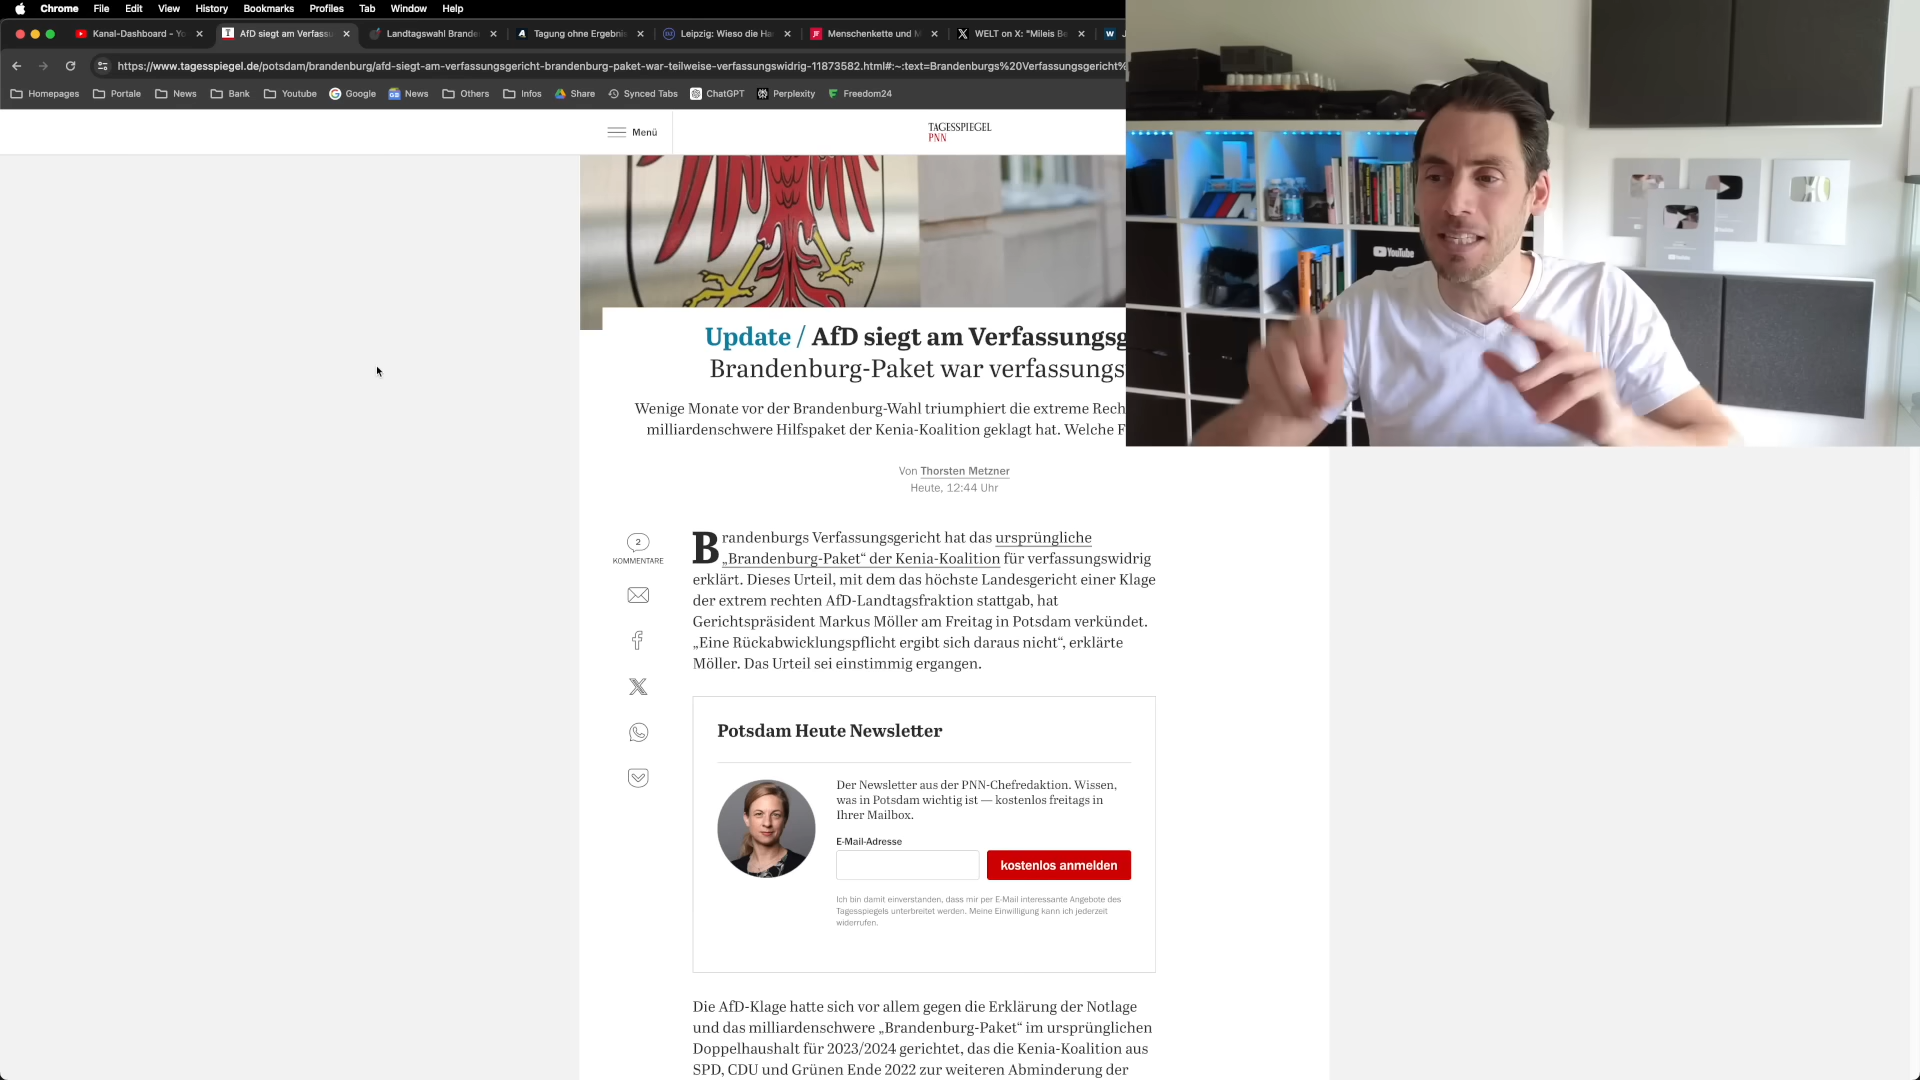 Chrome File Edit View History Bookmarks Profiles Tab Window Help
Kanal-Dashboard - Yo
AfD siegt am Verfassu
Landtagswahl Brande
Tagung ohne Ergebnis
Leipzig: Wieso die Ha
Menschenkette und M
WELT on X: "Mileis Be
https://www.tagesspiegel.de/potsdam/brandenburg/afd-siegt-am-verfassungsgericht-brandenburg-paket-war-teilweise-verfassungswidrig-11873582.html#:~:text=Brandenburgs%20Verfassungsgericht%
Homepages Portale News Bank Youtube Google News Others Infos Share Synced Tabs ChatGPT Perplexity Freedom24
Menü
TAGESSPIEGEL
PNN
YouTube
Update / AfD siegt am Verfassungsg
Brandenburg-Paket war verfassungs
Wenige Monate vor der Brandenburg-Wahl triumphiert die extreme Rech
milliardenschwere Hilfspaket der Kenia-Koalition geklagt hat. Welche F
Von Thorsten Metzner
Heute, 12:44 Uhr
2
KOMMENTARE
Brandenburgs Verfassungsgericht hat das ursprüngliche
„Brandenburg-Paket“ der Kenia-Koalition für verfassungswidrig
erklärt. Dieses Urteil, mit dem das höchste Landesgericht einer Klage
der extrem rechten AfD-Landtagsfraktion stattgab, hat
Gerichtspräsident Markus Möller am Freitag in Potsdam verkündet.
„Eine Rückabwicklungspflicht ergibt sich daraus nicht“, erklärte
Möller. Das Urteil sei einstimmig ergangen.
Potsdam Heute Newsletter
Der Newsletter aus der PNN-Chefredaktion. Wissen,
was in Potsdam wichtig ist — kostenlos freitags in
Ihrer Mailbox.
E-Mail-Adresse
kostenlos anmelden
Ich bin damit einverstanden, dass mir per E-Mail interessante Angebote des
Tagesspiegels unterbreitet werden. Meine Einwilligung kann ich jederzeit
widerrufen.
Die AfD-Klage hatte sich vor allem gegen die Erklärung der Notlage
und das milliardenschwere „Brandenburg-Paket“ im ursprünglichen
Doppelhaushalt für 2023/2024 gerichtet, das die Kenia-Koalition aus
SPD, CDU und Grünen Ende 2022 zur weiteren Abminderung der